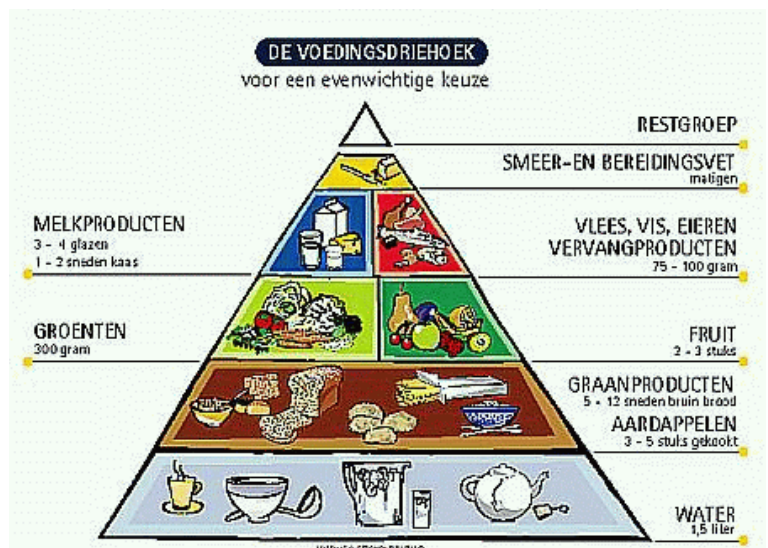 DE VOEDINGSDRIEHOEK
voor een evenwichtige keuze
RESTGROEP
SMEER-EN BEREIDINGSVET
matigen
MELKPRODUCTEN
3 - 4 glazen
1 - 2 sneden kaas
VLEES, VIS, EIEREN
VERVANGPRODUCTEN
75 - 100 gram
GROENTEN
300 gram
FRUIT
2 - 3 stuks
GRAANPRODUCTEN
5 - 12 sneden bruin brood
AARDAPPELEN
3 - 5 stuks gekookt
WATER
1,5 liter